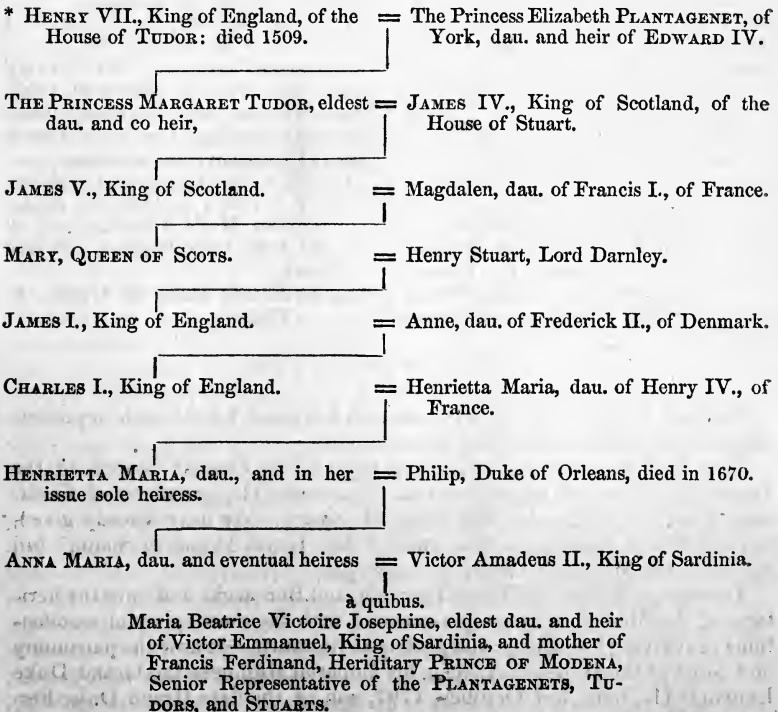 * HENRY VII., King of England, of the = The Princess Elizabeth PLANTAGENET, of
House of TUDOR: died 1509. York, dau. and heir of EDWARD IV.
THE PRINCESS MARGARET TUDOR, eldest = JAMES IV., King of Scotland, of the
dau. and co heir, House of Stuart.
JAMES V., King of Scotland. = Magdalen, dau. of Francis I., of France.
MARY, QUEEN OF SCOTS. = Henry Stuart, Lord Darnley.
JAMES I., King of England. = Anne, dau. of Frederick II., of Denmark.
CHARLES I., King of England. = Henrietta Maria, dau. of Henry IV., of
France.
HENRIETTA MARIA, dau., and in her = Philip, Duke of Orleans, died in 1670.
issue sole heiress.
ANNA MARIA, dau. and eventual heiress = Victor Amadeus II., King of Sardinia.
à quibus.
Maria Beatrice Victoire Josephine, eldest dau. and heir
of Victor Emmanuel, King of Sardinia, and mother of
Francis Ferdinand, Heriditary PRINCE OF MODENA,
Senior Representative of the PLANTAGENETS, TU-
DORS, and STUARTS.